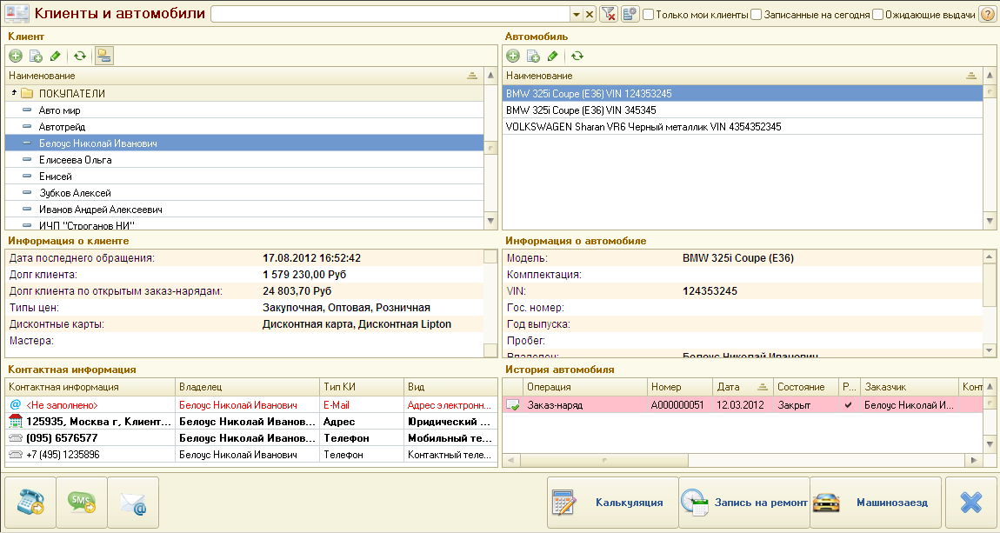 Клиенты и автомобили
Только мои клиенты Записанные на сегодня Ожидающие выдачи ?
Клиент
Наименование
ПОКУПАТЕЛИ
Авто мир
Автотрейд
Белоус Николай Иванович
Елисеева Ольга
Енисей
Зубков Алексей
Иванов Андрей Алексеевич
ИЧП "Строганов НИ"
Автомобиль
Наименование
BMW 325i Coupe (E36) VIN 124353245
BMW 325i Coupe (E36) VIN 345345
VOLKSWAGEN Sharan VR6 Черный металлик VIN 4354352345
Информация о клиенте
Дата последнего обращения: 17.08.2012 16:52:42
Долг клиента: 1 579 230,00 Руб
Долг клиента по открытым заказ-нарядам: 24 803,70 Руб
Типы цен: Закупочная, Оптовая, Розничная
Дисконтные карты: Дисконтная карта, Дисконтная Lipton
Мастера:
Информация о автомобиле
Модель: BMW 325i Coupe (E36)
Комплектация:
VIN: 124353245
Гос. номер:
Год выпуска:
Пробег:
Владелец: Белоус Николай Иванович
Контактная информация
Контактная информация Владелец Тип КИ Вид
<Не заполнено> Белоус Николай Иванович E-Mail Адрес электронн...
125935, Москва г, Клиент... Белоус Николай Иванов... Адрес Юридический ...
(095) 6576577 Белоус Николай Иванов... Телефон Мобильный те...
+7 (495) 1235896 Белоус Николай Иванович Телефон Контактный теле...
История автомобиля
Операция Номер Дата Состояние Р... Заказчик Конт
Заказ-наряд А000000051 12.03.2012 Закрыт Белоус Николай И...
SMS
Калькуляция
Запись на ремонт
Машинозаезд